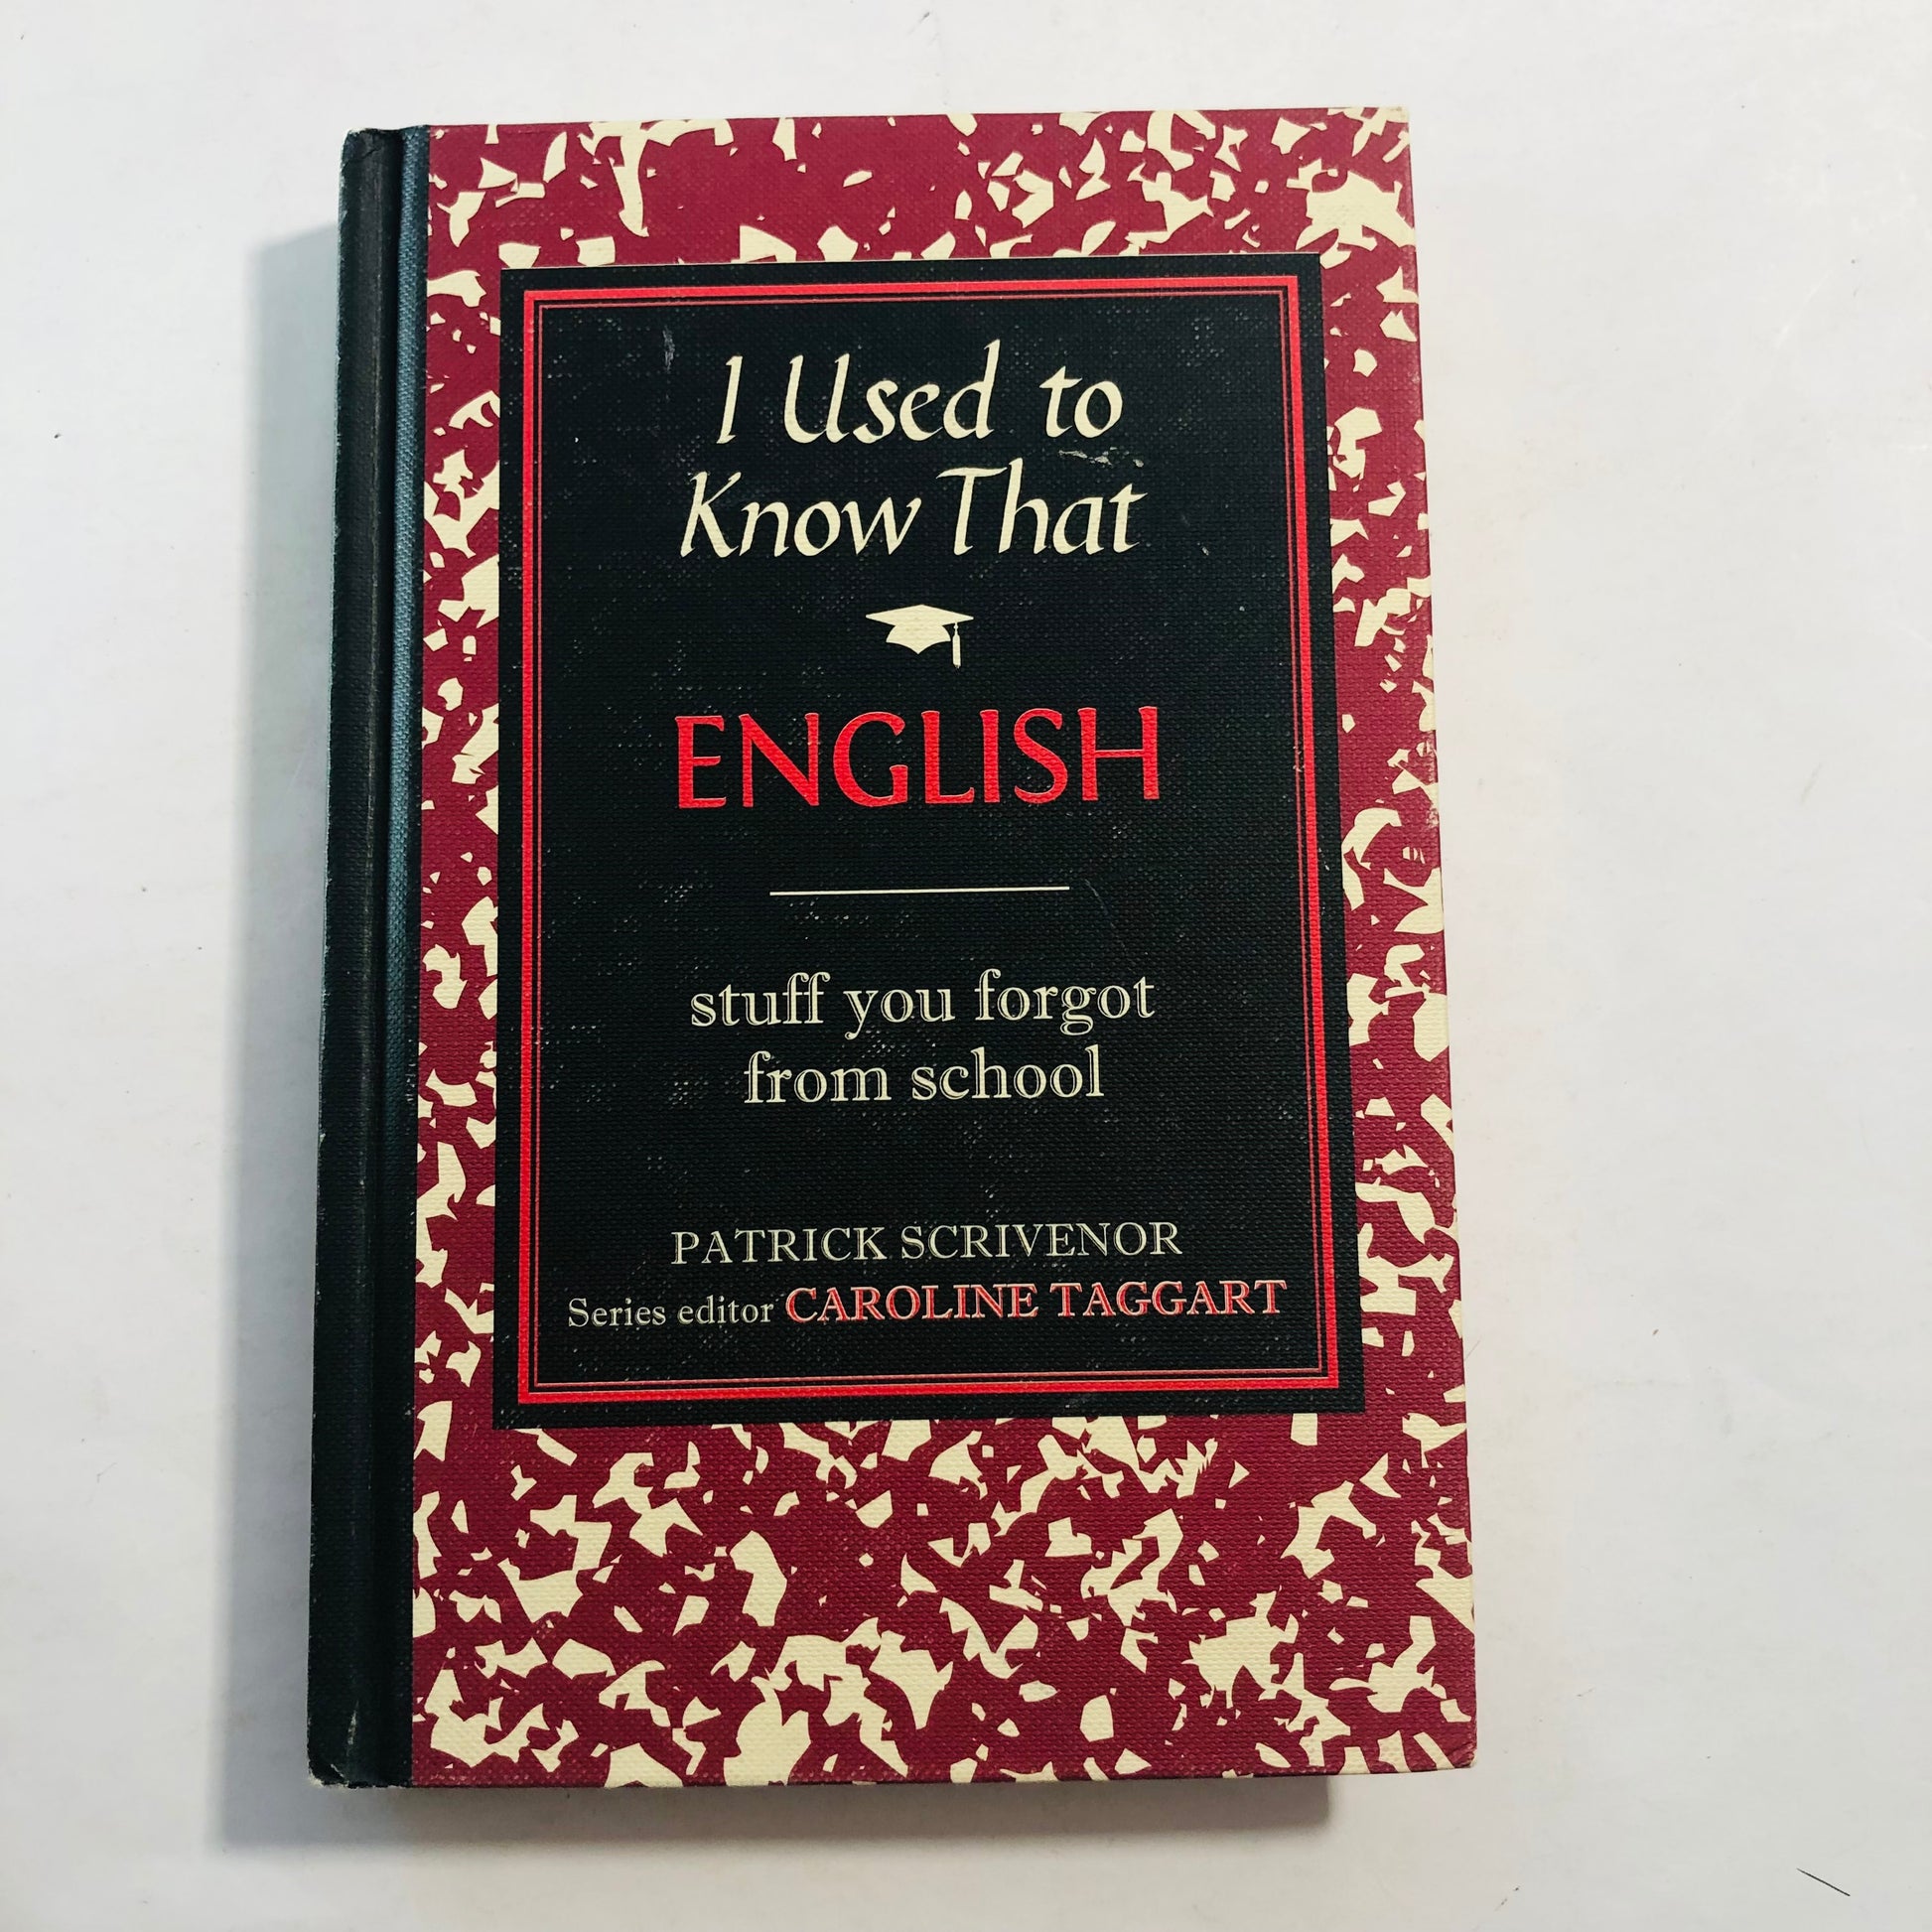 I Used to
Know That
ENGLISH
stuff you forgot
from school
PATRICK SCRIVENOR
Series editor CAROLINE TAGGART